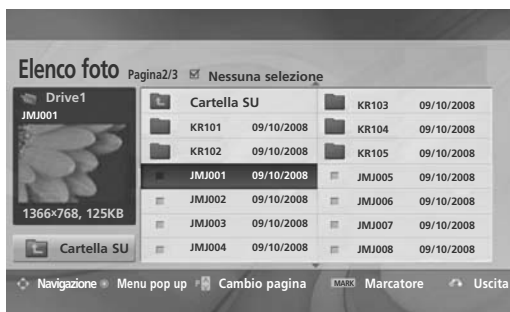 Elenco foto Pagina2/3 Nessuna selezione
Drive1
JMJ001
1366×768, 125KB
Cartella SU
Cartella SU
KR101 09/10/2008
KR102 09/10/2008
JMJ001 09/10/2008
JMJ002 09/10/2008
JMJ003 09/10/2008
JMJ004 09/10/2008
KR103 09/10/2008
KR104 09/10/2008
KR105 09/10/2008
JMJ005 09/10/2008
JMJ006 09/10/2008
JMJ007 09/10/2008
JMJ008 09/10/2008
Navigazione Menu pop up P Cambio pagina MARK Marcatore Uscita